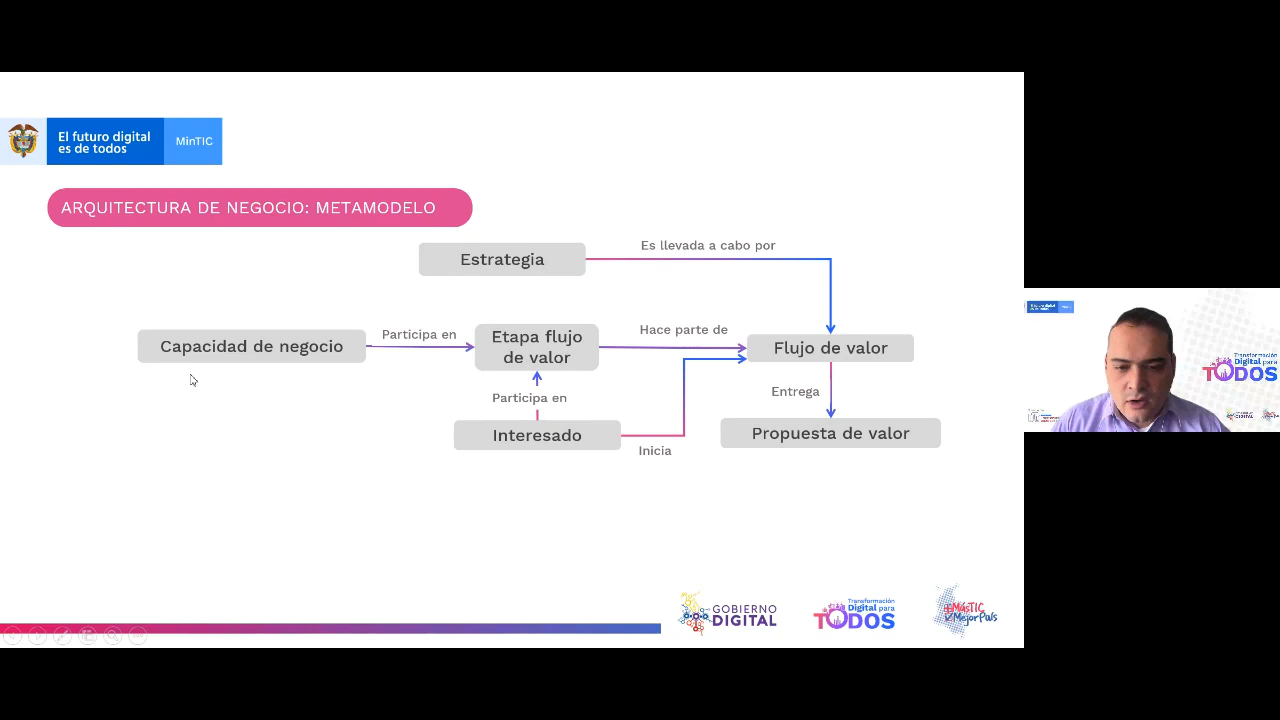 El futuro digital
es de todos
MinTIC
ARQUITECTURA DE NEGOCIO: METAMODELO
Estrategia
Es llevada a cabo por
Capacidad de negocio
Participa en
Etapa flujo
de valor
Hace parte de
Flujo de valor
Participa en
Entrega
Interesado
Inicia
Propuesta de valor
GOBIERNO
DIGITAL
Transformación
Digital para
TODOS
+MásTIC
MejorPaís
Transformación
Digital para
TODOS